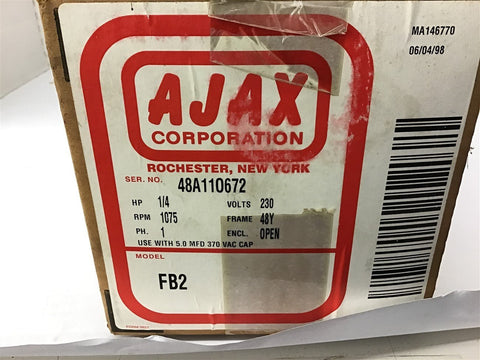 MA146770
06/04/98
AJAX
CORPORATION
ROCHESTER, NEW YORK
SER. NO. 48A110672
HP 1/4 VOLTS 230
RPM 1075 FRAME 48Y
PH. 1 ENCL. OPEN
USE WITH 5.0 MFD 370 VAC CAP
MODEL
FB2